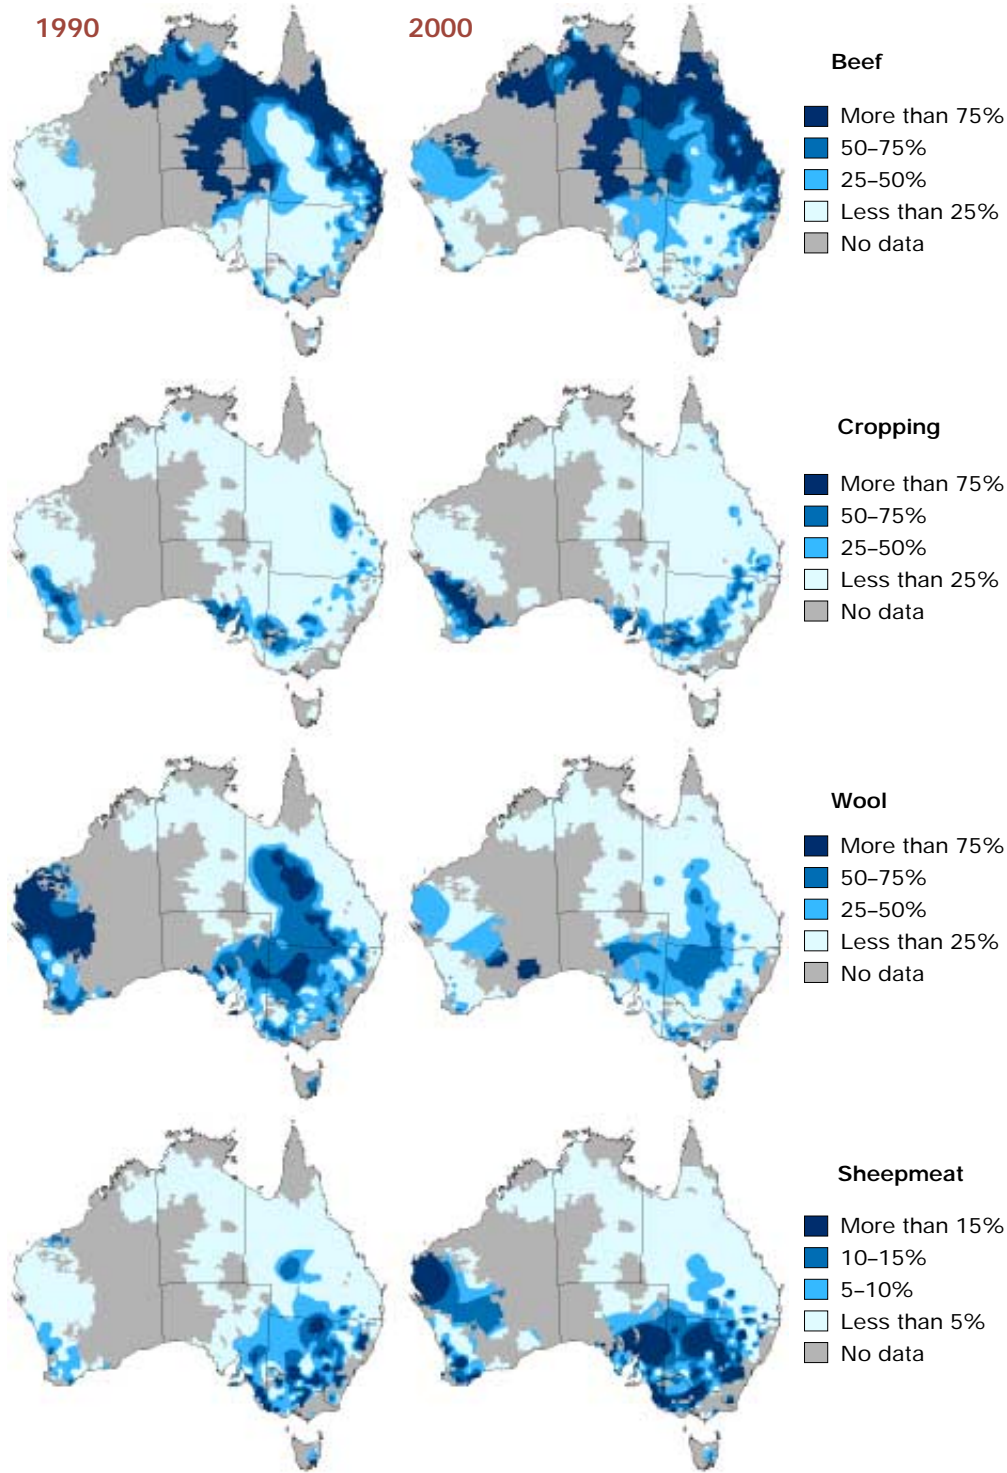 1990
2000
Beef
More than 75%
50–75%
25–50%
Less than 25%
No data
Cropping
More than 75%
50–75%
25–50%
Less than 25%
No data
Wool
More than 75%
50–75%
25–50%
Less than 25%
No data
Sheepmeat
More than 15%
10–15%
5–10%
Less than 5%
No data